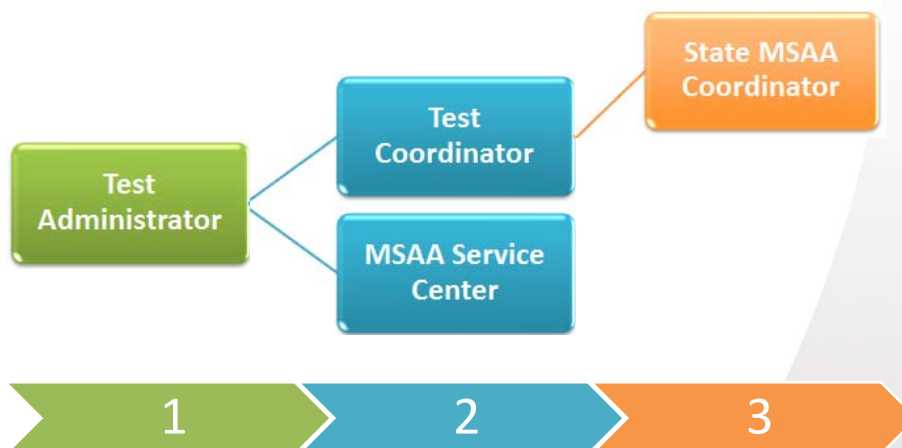 Test
Administrator
Test
Coordinator
MSAA Service
Center
State MSAA
Coordinator
1
2
3